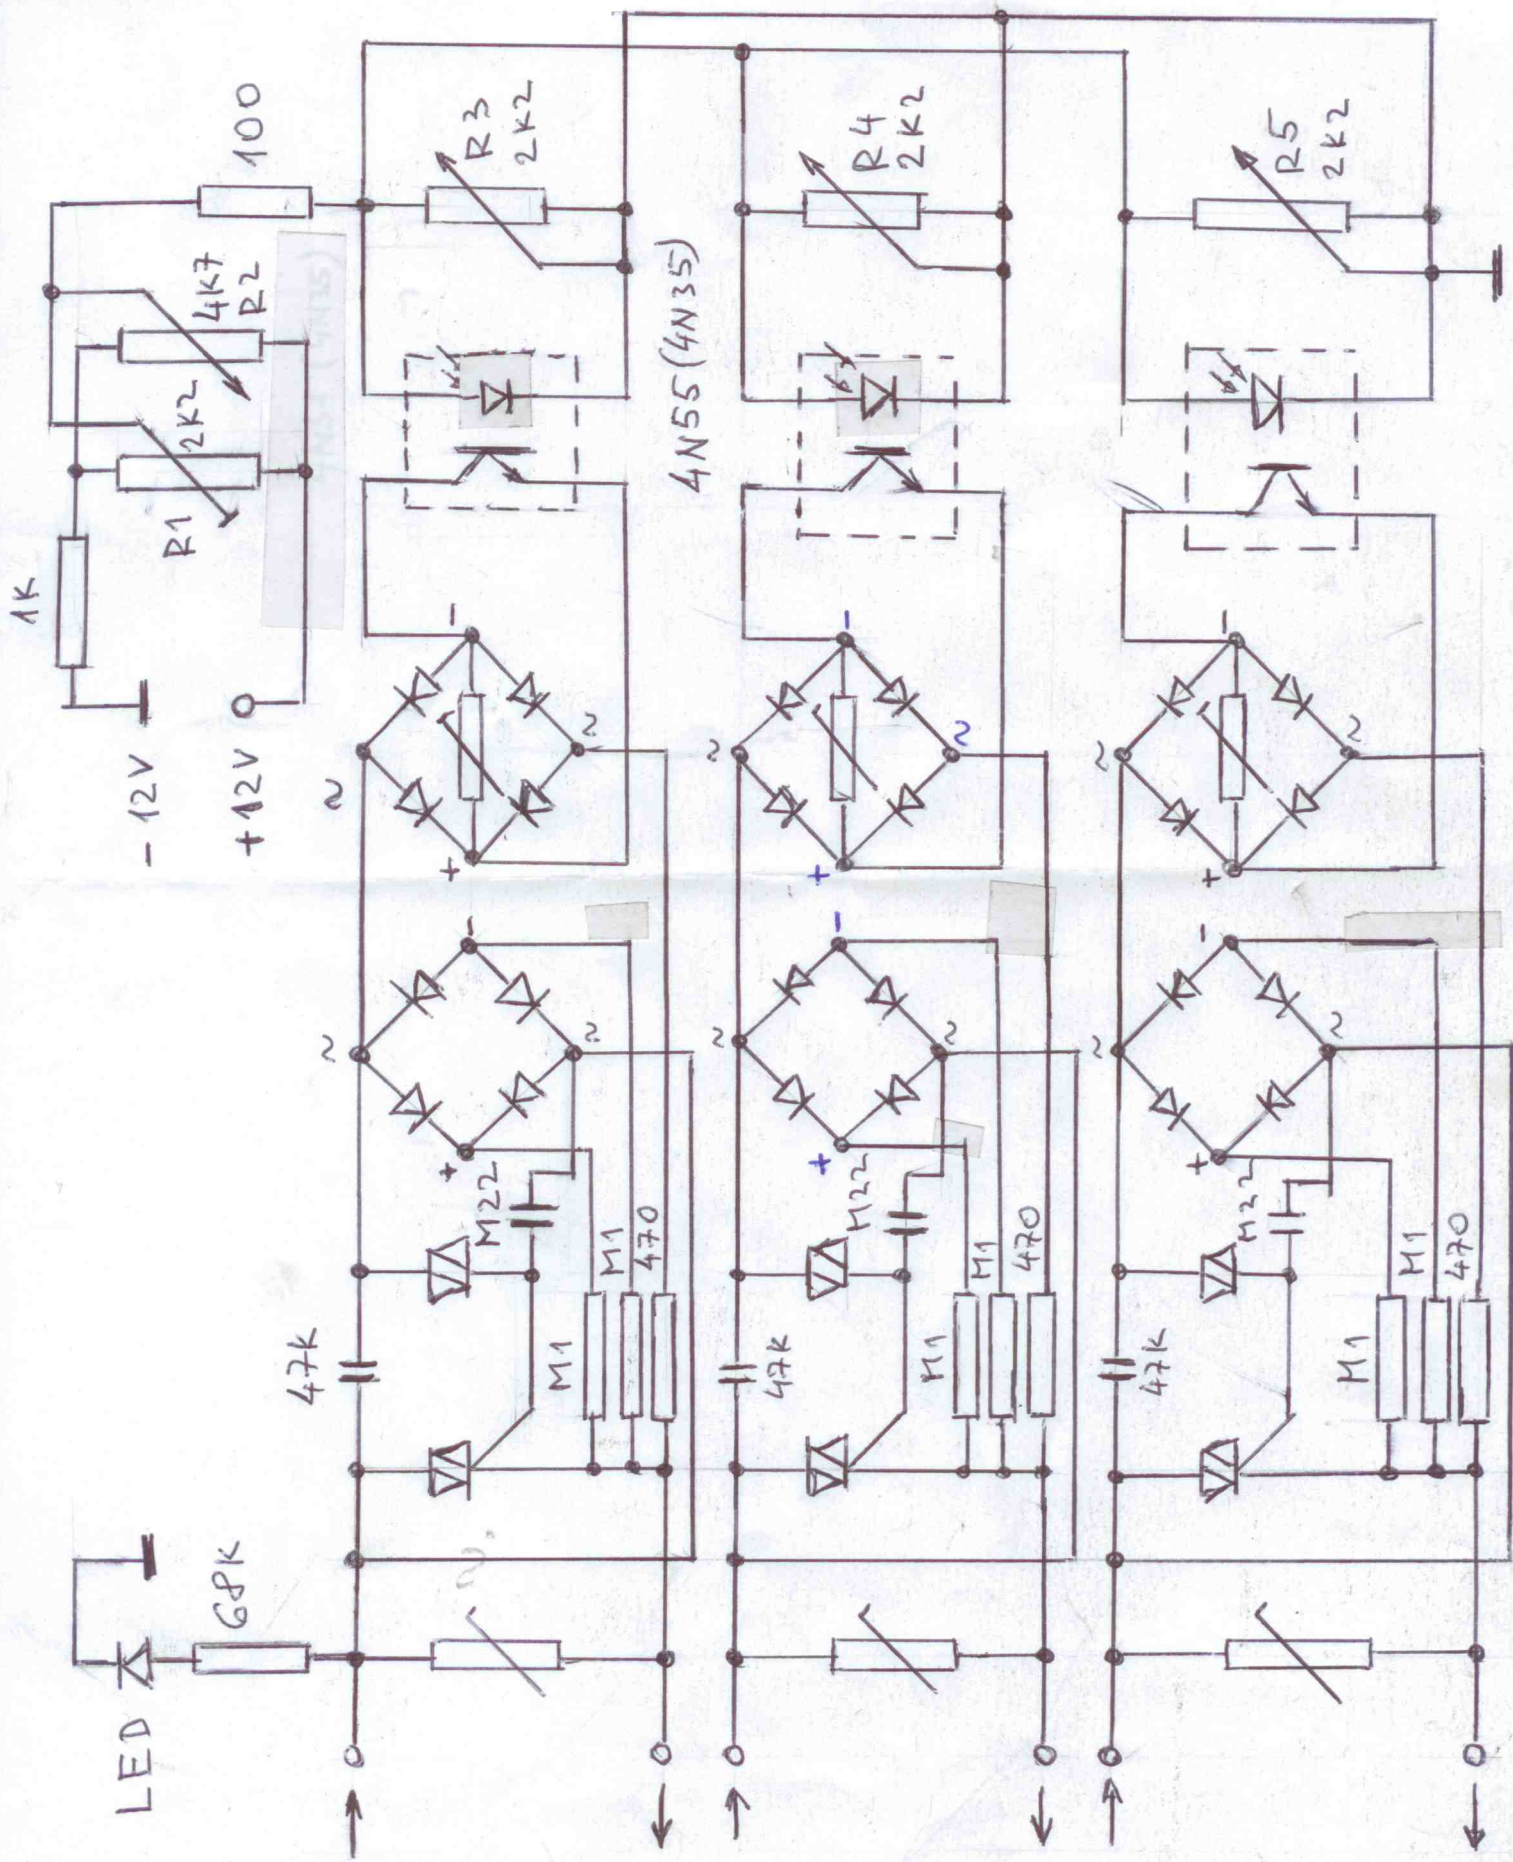 LED
68K
47K
M22
M1
M1
470
- 12V
+12V
1K
R1
2K2
4K7
R2
100
R3
2K2
~
~
+
-
~
~
+
-
4N55 (4N35)
47K
M22
M1
M1
470
R4
2K2
~
~
+
-
~
~
+
-
47K
M22
M1
M1
470
R5
2K2
~
~
+
-
~
~
+
-